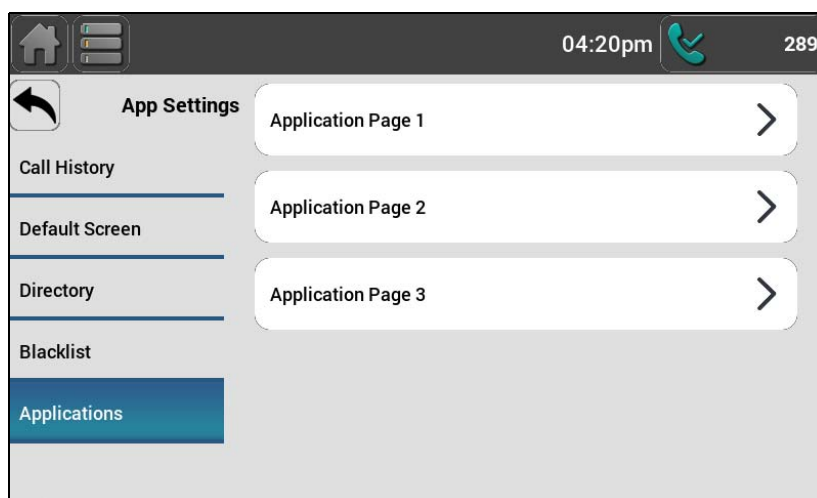 04:20pm 289
App Settings
Call History
Default Screen
Directory
Blacklist
Applications
Application Page 1
Application Page 2
Application Page 3